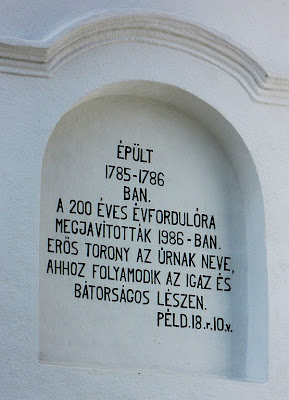 ÉPÜLT
1785-1786
BAN.
A 200 ÉVES ÉVFORDULÓRA
MEGJAVÍTOTTÁK 1986-BAN.
ERŐS TORONY AZ ÚRNAK NEVE,
AHHOZ FOLYAMODIK AZ IGAZ ÉS
BÁTORSÁGOS LÉSZEN.
PÉLD.18.r.10.v.